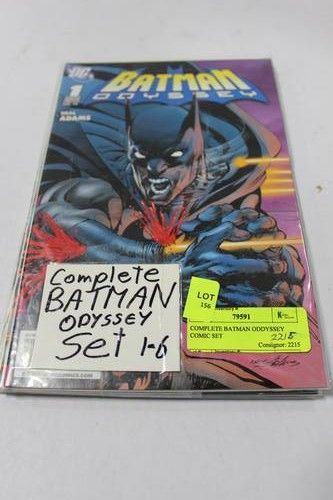 DC
BATMAN
ODYSSEY
1
ADAMS
Complete
BATMAN
ODYSSEY
Set 1-6
LOT
156
79591
COMPLETE BATMAN ODDYSSEY
COMIC SET
2215
Consignor: 2215